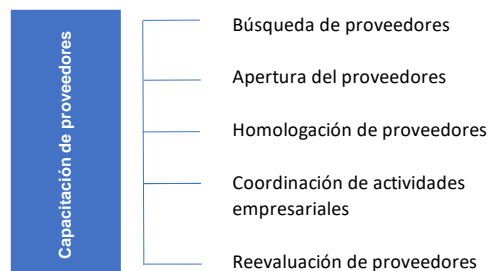 Capacitación de proveedores
Búsqueda de proveedores
Apertura del proveedores
Homologación de proveedores
Coordinación de actividades
empresariales
Reevaluación de proveedores